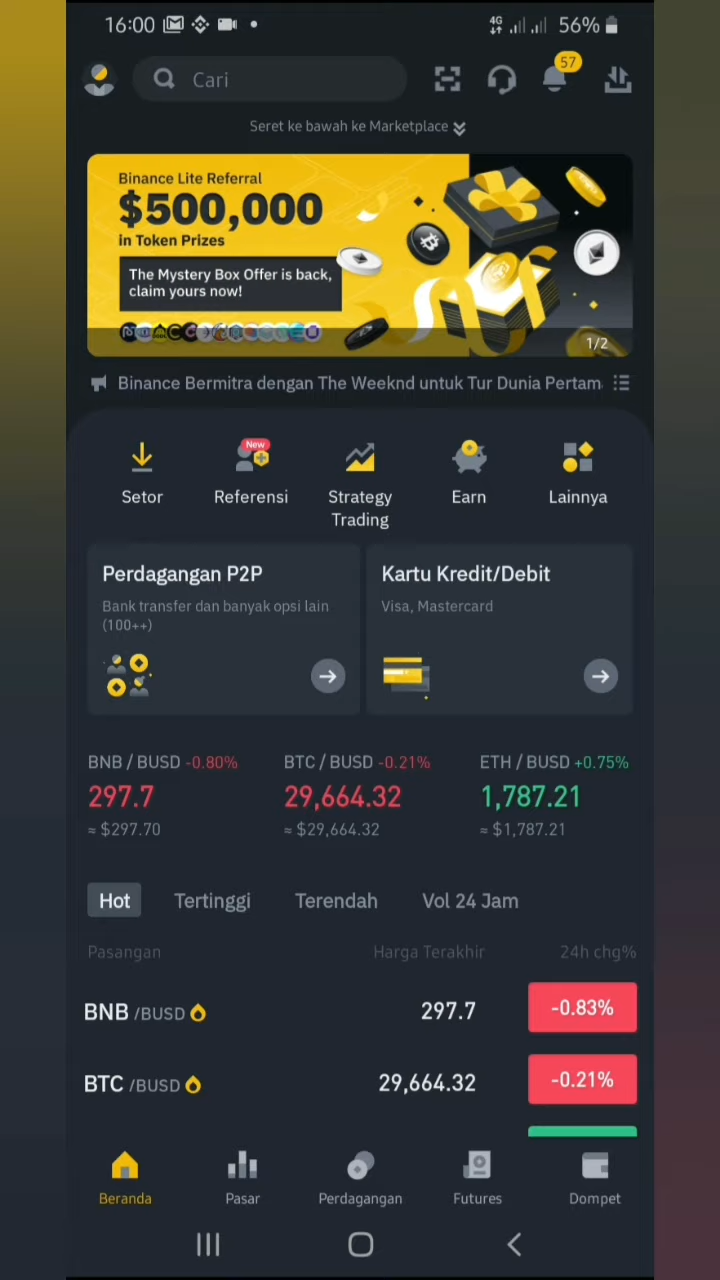 16:00
4G
56%
Cari
57
Seret ke bawah ke Marketplace
Binance Lite Referral
$500,000
in Token Prizes
The Mystery Box Offer is back,
claim yours now!
1/2
Binance Bermitra dengan The Weeknd untuk Tur Dunia Pertam
New
Setor
Referensi
Strategy
Trading
Earn
Lainnya
Perdagangan P2P
Bank transfer dan banyak opsi lain
(100++)
Kartu Kredit/Debit
Visa, Mastercard
BNB / BUSD -0.80%
297.7
≈ $297.70
BTC / BUSD -0.21%
29,664.32
≈ $29,664.32
ETH / BUSD +0.75%
1,787.21
≈ $1,787.21
Hot Tertinggi Terendah Vol 24 Jam
Pasangan Harga Terakhir 24h chg%
BNB /BUSD 297.7 -0.83%
BTC /BUSD 29,664.32 -0.21%
Beranda Pasar Perdagangan Futures Dompet